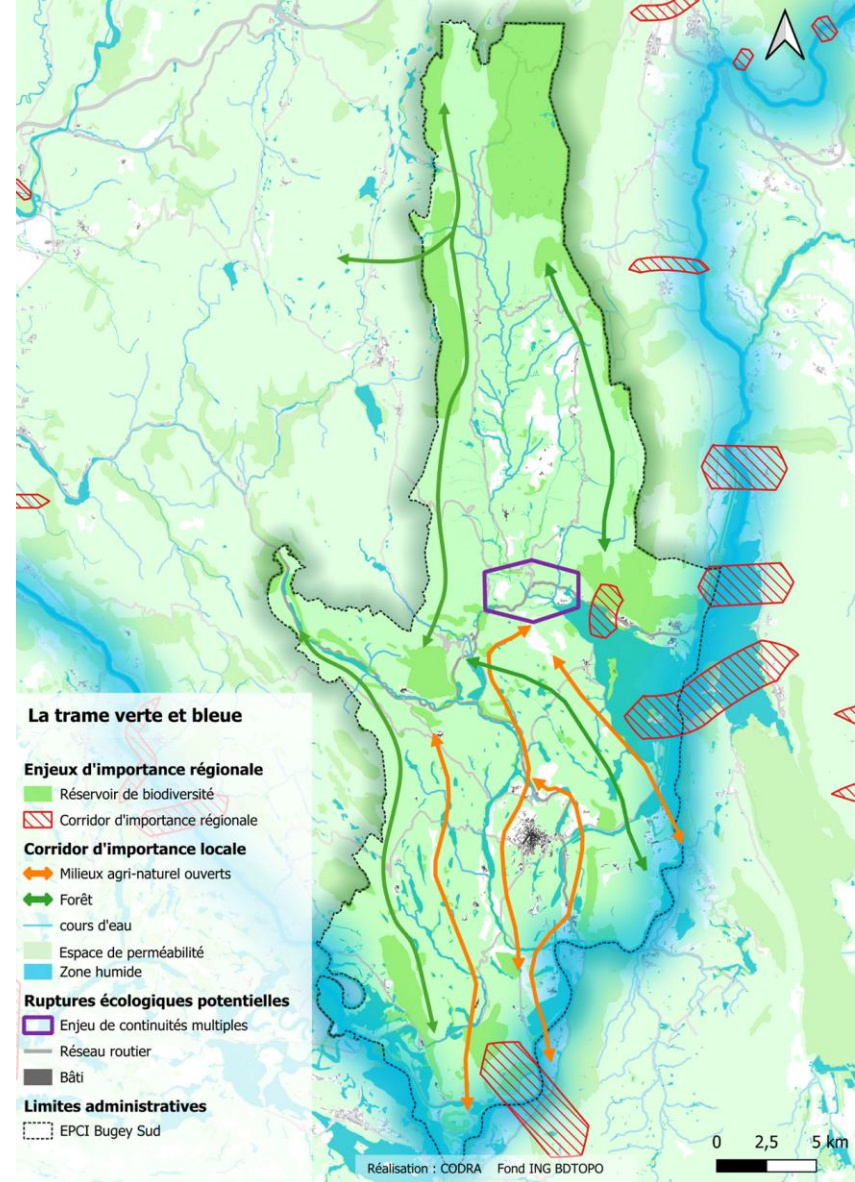 La trame verte et bleue
Enjeux d'importance régionale
Réservoir de biodiversité
Corridor d'importance régionale
Corridor d'importance locale
Milieux agri-naturel ouverts
Forêt
cours d'eau
Espace de perméabilité
Zone humide
Ruptures écologiques potentielles
Enjeu de continuités multiples
Réseau routier
Bâti
Limites administratives
EPCI Bugey Sud
0 2,5 5 km
Réalisation : CODRA Fond ING BDTOPO